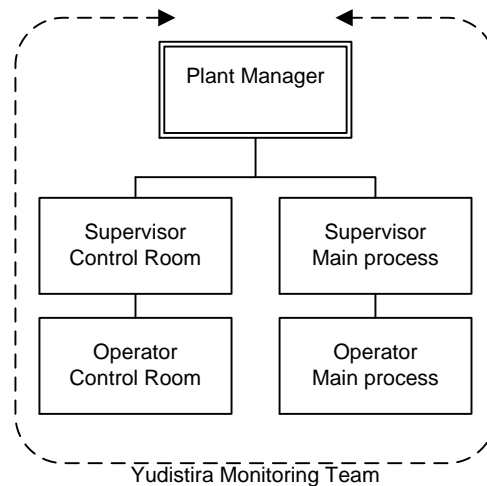 Plant Manager
Supervisor
Control Room
Supervisor
Main process
Operator
Control Room
Operator
Main process
Yudistira Monitoring Team